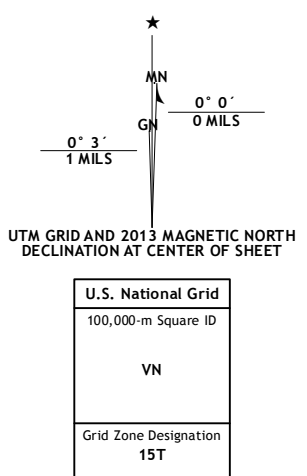 ★
MN
GN
0° 0´
0 MILS
0° 3´
1 MILS
UTM GRID AND 2013 MAGNETIC NORTH
DECLINATION AT CENTER OF SHEET
U.S. National Grid
100,000-m Square ID
VN
Grid Zone Designation
15T